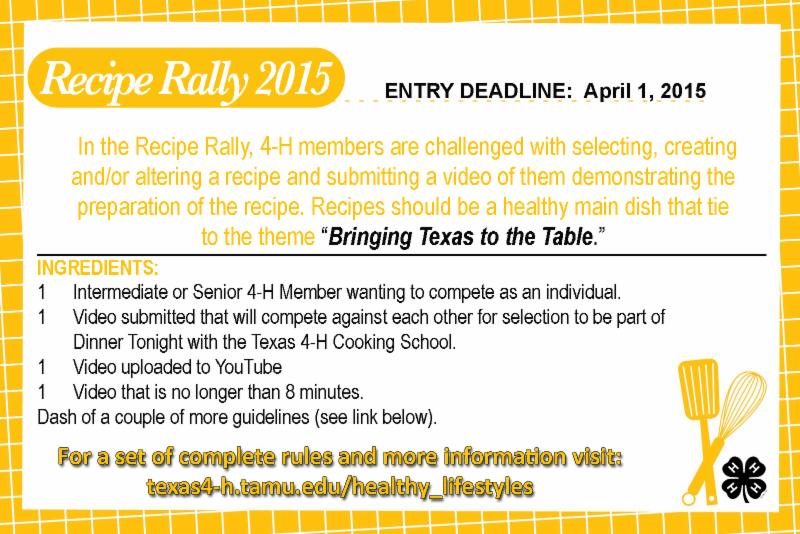 Recipe Rally 2015
ENTRY DEADLINE: April 1, 2015
In the Recipe Rally, 4-H members are challenged with selecting, creating
and/or altering a recipe and submitting a video of them demonstrating the
preparation of the recipe. Recipes should be a healthy main dish that tie
to the theme “Bringing Texas to the Table.”
INGREDIENTS:
1 Intermediate or Senior 4-H Member wanting to compete as an individual.
1 Video submitted that will compete against each other for selection to be part of
Dinner Tonight with the Texas 4-H Cooking School.
1 Video uploaded to YouTube
1 Video that is no longer than 8 minutes.
Dash of a couple of more guidelines (see link below).
For a set of complete rules and more information visit:
texas4-h.tamu.edu/healthy_lifestyles
H H
H H